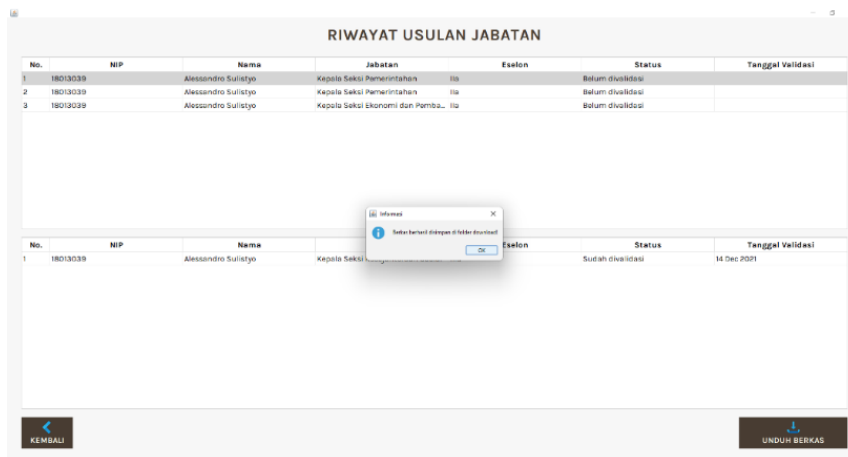 RIWAYAT USULAN JABATAN
No. NIP Nama Jabatan Eselon Status Tanggal Validasi
1 18013039 Alessandro Sulistyo Kepala Seksi Pemerintahan IIa Belum divalidasi
2 18013039 Alessandro Sulistyo Kepala Seksi Pemerintahan IIa Belum divalidasi
3 18013039 Alessandro Sulistyo Kepala Seksi Ekonomi dan Pemba... IIa Belum divalidasi
Informasi
Berkas berhasil disimpan di folder download!
OK
No. NIP Nama Eselon Status Tanggal Validasi
1 18013039 Alessandro Sulistyo Kepala Seksi Sudah divalidasi 14 Dec 2021
KEMBALI
UNDUH BERKAS